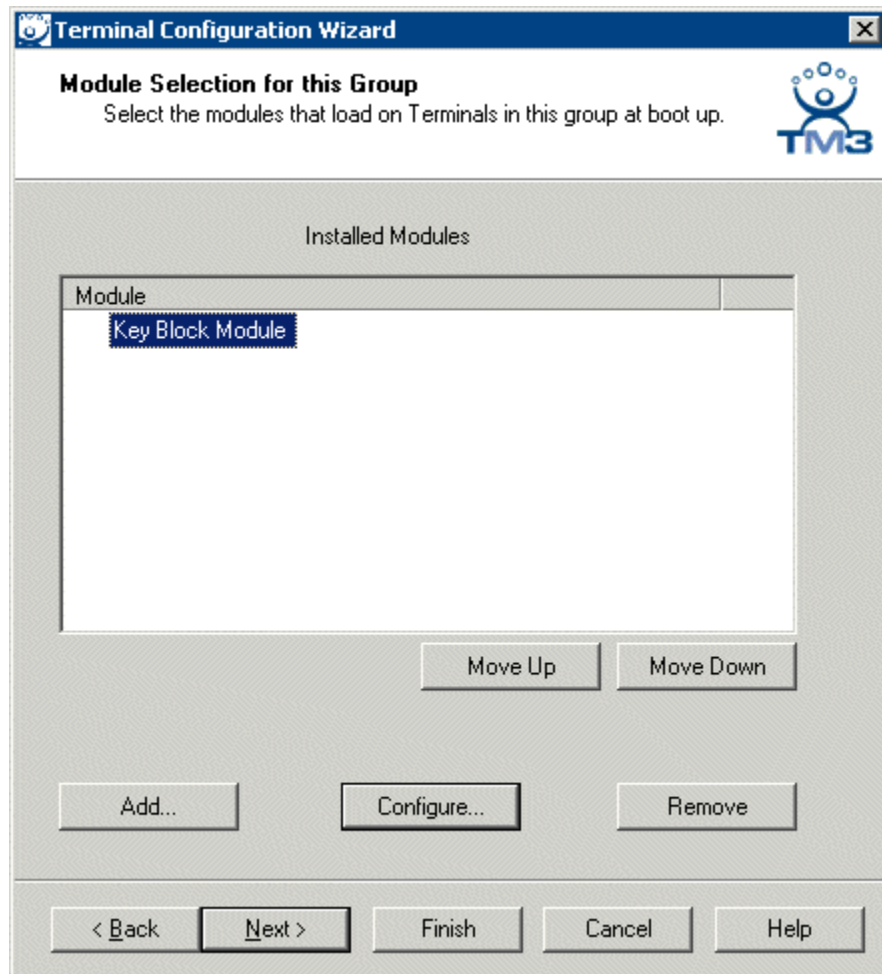 Terminal Configuration Wizard
Module Selection for this Group
Select the modules that load on Terminals in this group at boot up.
TM3
Installed Modules
Module
Key Block Module
Move Up Move Down
Add... Configure... Remove
< Back Next > Finish Cancel Help